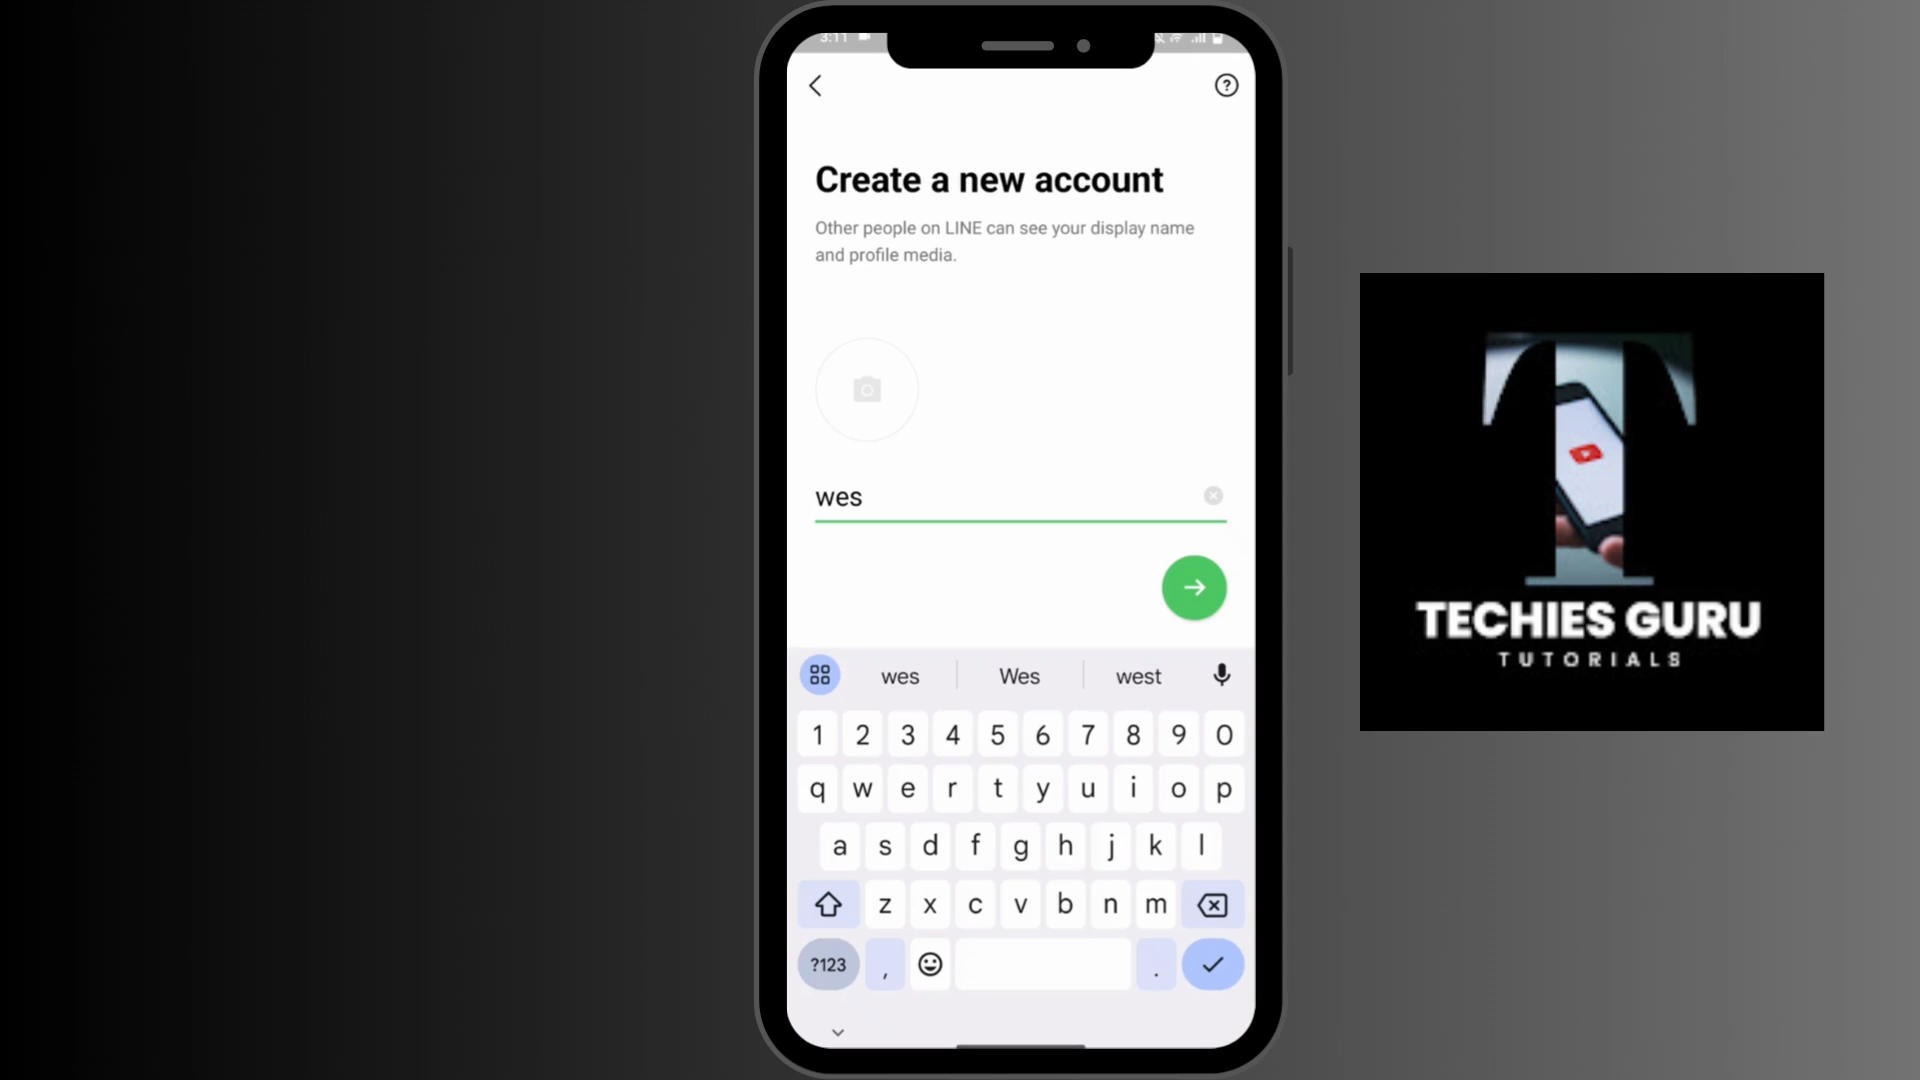 3:11
Create a new account
Other people on LINE can see your display name
and profile media.
wes
wes Wes west
1 2 3 4 5 6 7 8 9 0
q w e r t y u i o p
a s d f g h j k l
z x c v b n m
?123 , .
T
TECHIES GURU
TUTORIALS